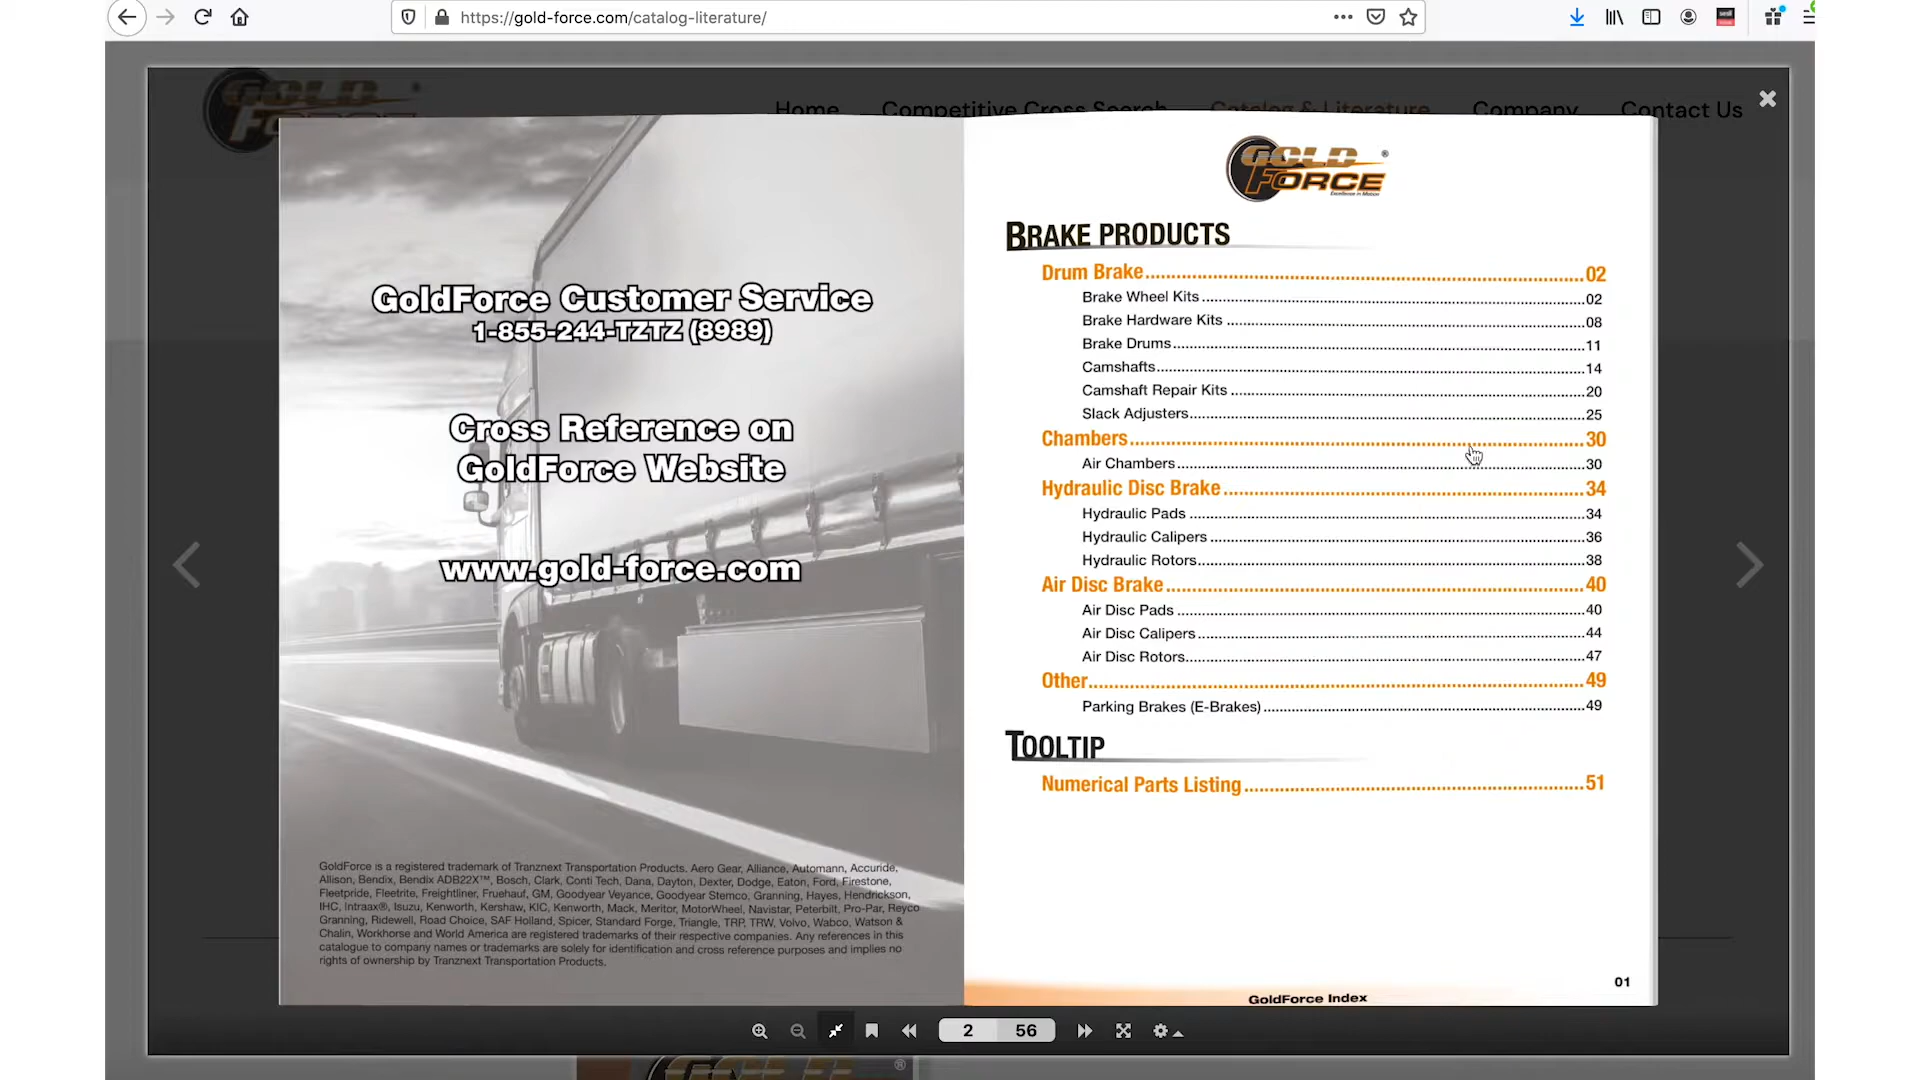 https://gold-force.com/catalog-literature/
Home Competitive Cross Search Catalog & Literature Company Contact Us
GoldForce Customer Service
1-855-244-TZTZ (8989)
Cross Reference on
GoldForce Website
www.gold-force.com
GoldForce is a registered trademark of Tranznext Transportation Products. Aero Gear, Alliance, Automann, Accuride,
Allison, Bendix, Bendix ADB22X™, Bosch, Clark, Conti Tech, Dana, Dayton, Dexter, Dodge, Eaton, Ford, Firestone,
Fleetpride, Fleetrite, Freightliner, Fruehauf, GM, Goodyear Veyance, Goodyear Stemco, Granning, Hayes, Hendrickson,
IHC, Intraax®, Isuzu, Kenworth, Kershaw, KIC, Kenworth, Mack, Meritor, MotorWheel, Navistar, Peterbilt, Pro-Par, Reyco
Granning, Ridewell, Road Choice, SAF Holland, Spicer, Standard Forge, Triangle, TRP, TRW, Volvo, Wabco, Watson &
Chalin, Workhorse and World America are registered trademarks of their respective companies. Any references in this
catalogue to company names or trademarks are solely for identification and cross reference purposes and implies no
rights of ownership by Tranznext Transportation Products.
GOLD
FORCE ®
Excellence in Motion
BRAKE PRODUCTS
Drum Brake 02
Brake Wheel Kits 02
Brake Hardware Kits 08
Brake Drums 11
Camshafts 14
Camshaft Repair Kits 20
Slack Adjusters 25
Chambers 30
Air Chambers 30
Hydraulic Disc Brake 34
Hydraulic Pads 34
Hydraulic Calipers 36
Hydraulic Rotors 38
Air Disc Brake 40
Air Disc Pads 40
Air Disc Calipers 44
Air Disc Rotors 47
Other 49
Parking Brakes (E-Brakes) 49
TOOLTIP
Numerical Parts Listing 51
01
GoldForce Index
2 56